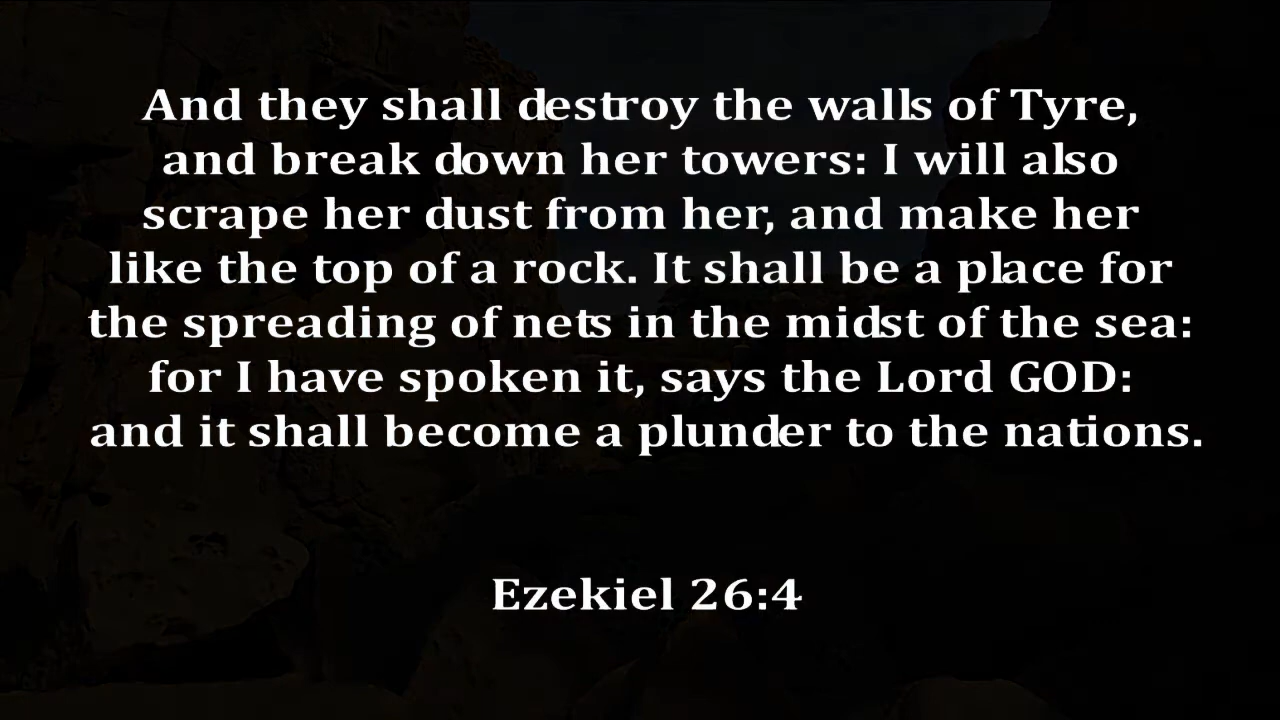 And they shall destroy the walls of Tyre,
and break down her towers: I will also
scrape her dust from her, and make her
like the top of a rock. It shall be a place for
the spreading of nets in the midst of the sea:
for I have spoken it, says the Lord GOD:
and it shall become a plunder to the nations.
Ezekiel 26:4